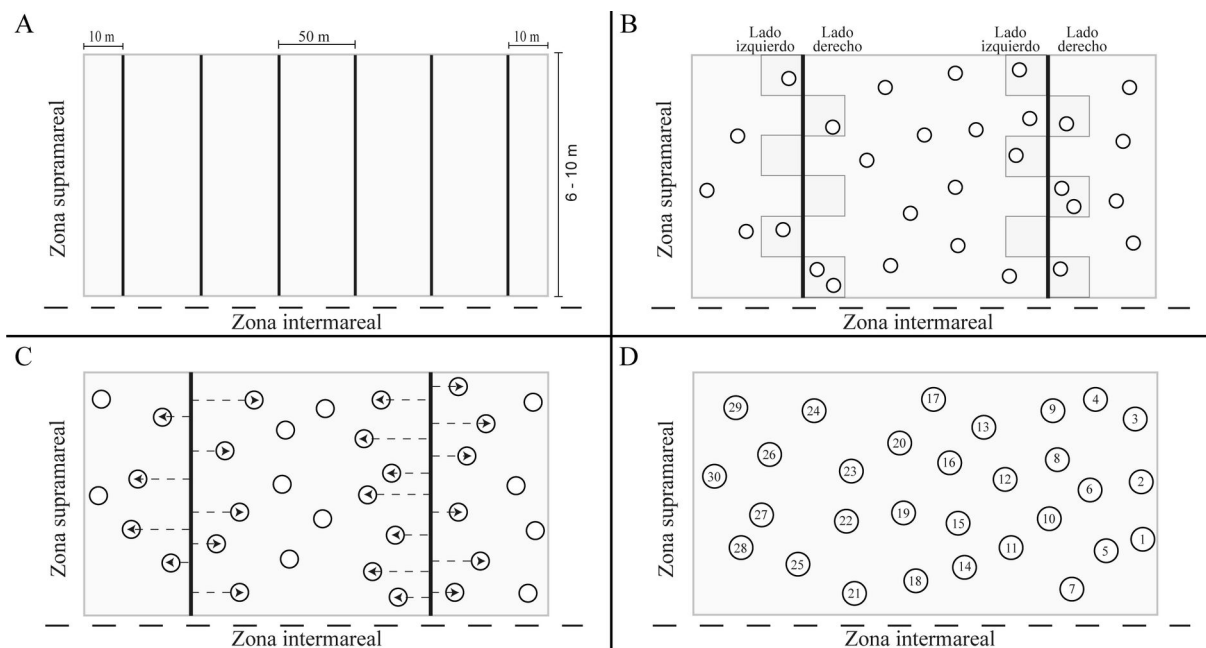 A
10 m
50 m
10 m
Zona supramareal
6 - 10 m
Zona intermareal
B
Lado
izquierdo
Lado
derecho
Lado
izquierdo
Lado
derecho
Zona supramareal
Zona intermareal
C
Zona supramareal
Zona intermareal
D
29
24
17
9
4
3
13
20
26
16
8
30
23
12
6
2
27
22
19
15
10
1
28
11
5
25
14
18
7
21
Zona supramareal
Zona intermareal